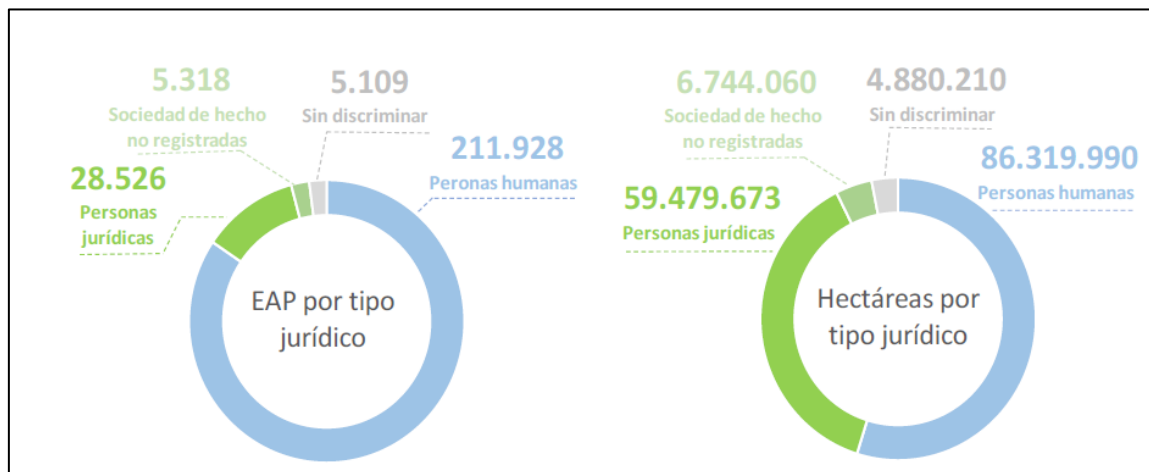 5.318
Sociedad de hecho
no registradas
5.109
Sin discriminar
28.526
Personas
jurídicas
211.928
Peronas humanas
EAP por tipo
jurídico
6.744.060
Sociedad de hecho
no registradas
4.880.210
Sin discriminar
59.479.673
Personas jurídicas
86.319.990
Personas humanas
Hectáreas por
tipo jurídico